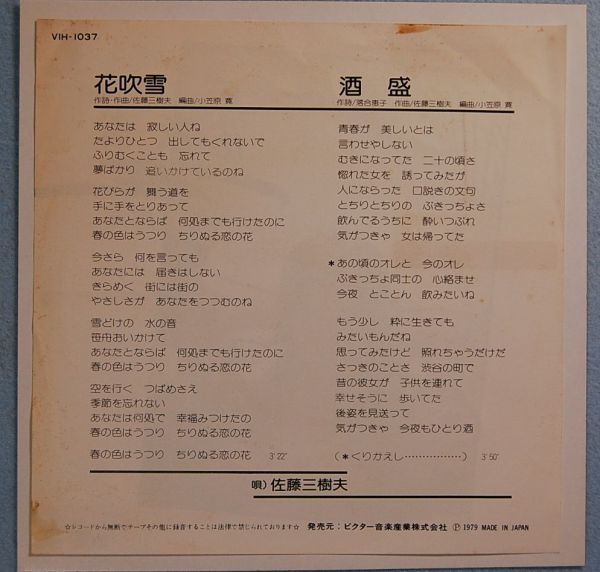 VIH-1037
花吹雪
作詩・作曲/佐藤三樹夫　編曲/小笠原 寛
あなたは　寂しい人ね
たよりひとつ　出してもくれないで
ふりむくことも　忘れて
夢ばかり　追いかけているのね
花びらが　舞う道を
手に手をとりあって
あなたとならば　何処までも行けたのに
春の色はうつり　ちりぬる恋の花
今さら　何を言っても
あなたには　届きはしない
きらめく　街には街の
やさしさが　あなたをつつむのね
雪どけの　水の音
笹舟おいかけて
あなたとならば　何処までも行けたのに
春の色はうつり　ちりぬる恋の花
空を行く　つばめさえ
季節を忘れない
あなたは何処で　幸福みつけたの
春の色はうつり　ちりぬる恋の花
春の色はうつり　ちりぬる恋の花　3'22"
酒盛
作詩/落合恵子　作曲/佐藤三樹夫　編曲/小笠原 寛
青春が　美しいとは
言わせやしない
むきになってた　二十の頃さ
惚れた女を　誘ってみたが
人にならった　口説きの文句
とちりとちりの　ぶきっちょさ
飲んでるうちに　酔いつぶれ
気がつきゃ　女は帰ってた
＊あの頃のオレと　今のオレ
ぶきっちょ同士の　心絡ませ
今夜　とことん　飲みたいね
もう少し　粋に生きても
みたいもんだね
思ってみたけど　照れちゃうだけだ
さっきのことさ　渋谷の町で
昔の彼女が　子供を連れて
幸せそうに　歩いてた
後姿を見送って
気がつきゃ　今夜もひとり酒
(＊くりかえし……………)　3'50"
唄) 佐藤三樹夫
☆レコードから無断でテープその他に録音することは法律で禁じられております☆　発売元：ビクター音楽産業株式会社　Ⓟ 1979 MADE IN JAPAN